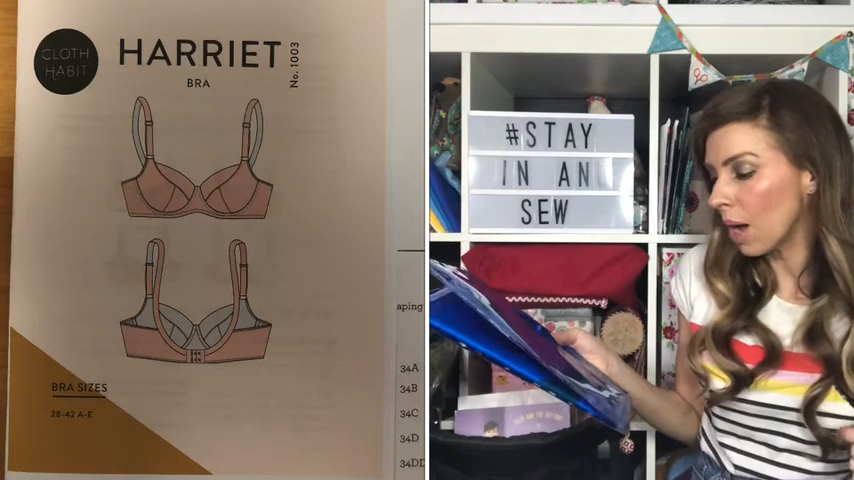 CLOTH
HABIT
HARRIET
BRA
No. 1003
BRA SIZES
28-42 A-E
aping
34A
34B
34C
34D
34DD
#STAY
IN AN
SEW